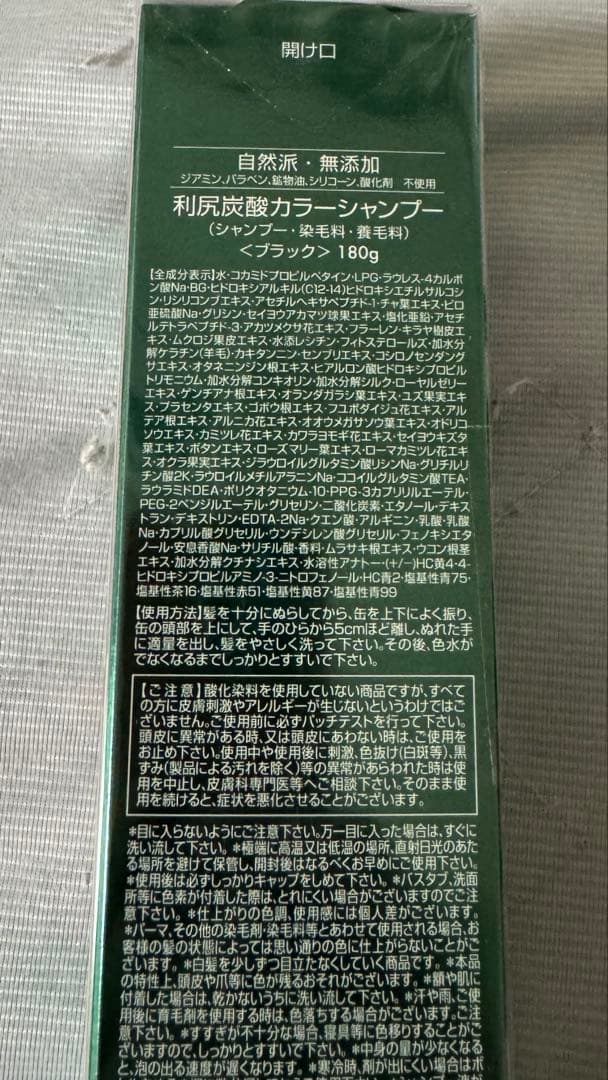 開け口
自然派・無添加
ジアミン、パラベン、鉱物油、シリコーン、酸化剤　不使用
利尻炭酸カラーシャンプー
(シャンプー・染毛料・養毛料)
＜ブラック＞180g
【全成分表示】水・コカミドプロピルベタイン・LPG・ラウレス-4カルボ
ン酸Na・BG・ヒドロキシアルキル(C12-14)ヒドロキシエチルサルコシ
ン・リシリコンブエキス・アセチルヘキサペプチド-1・チャ葉エキス・ピロ
亜硫酸Na・グリシン・セイヨウアカマツ球果エキス・塩化亜鉛・アセチ
ルテトラペプチド-3・アカツメクサ花エキス・フラーレン・キラヤ樹皮エ
キス・ムクロジ果皮エキス・水添レシチン・フィトステロールズ・加水分
解ケラチン(羊毛)・カキタンニン・センブリエキス・コシロノセンダング
サエキス・オタネニンジン根エキス・ヒアルロン酸ヒドロキシプロピル
トリモニウム・加水分解コンキオリン・加水分解シルク・ローヤルゼリー
エキス・ゲンチアナ根エキス・オランダガラシ葉エキス・ユズ果実エキ
ス・プラセンタエキス・ゴボウ根エキス・フユボダイジュ花エキス・アル
テア根エキス・アルニカ花エキス・オオウメガサソウ葉エキス・オドリコ
ソウエキス・カミツレ花エキス・カワラヨモギ花エキス・セイヨウキズタ
葉エキス・ボタンエキス・ローズマリー葉エキス・ローマカミツレ花エキ
ス・オクラ果実エキス・ジラウロイルグルタミン酸リシンNa・グリチルリ
チン酸2K・ラウロイルメチルアラニンNa・ココイルグルタミン酸TEA・
ラウラミドDEA・ポリクオタニウム-10・PPG-3カプリリルエーテル・
PEG-2ベンジルエーテル・グリセリン・二酸化炭素・エタノール・デキス
トラン・デキストリン・EDTA-2Na・クエン酸・アルギニン・乳酸・乳酸
Na・カプリル酸グリセリル・ウンデシレン酸グリセリル・フェノキシエタ
ノール・安息香酸Na・サリチル酸・香料・ムラサキ根エキス・ウコン根茎
エキス・加水分解クチナシエキス・水溶性アナトー・(+/-)HC黄4・4-
ヒドロキシプロピルアミノ-3-ニトロフェノール・HC青2・塩基性青75・
塩基性茶16・塩基性赤51・塩基性黄87・塩基性青99
【使用方法】髪を十分にぬらしてから、缶を上下によく振り、
缶の頭部を上にして、手のひらから5cmほど離し、ぬれた手
に適量を出し、髪をやさしく洗って下さい。その後、色水が
でなくなるまでしっかりとすすいで下さい。
【ご注意】酸化染料を使用していない商品ですが、すべて
の方に皮膚刺激やアレルギーが生じないというわけではご
ざいません。ご使用前に必ずパッチテストを行って下さい。
頭皮に異常がある時、又は頭皮にあわない時は、ご使用を
お止め下さい。使用中や使用後に刺激、色抜け(白斑等)、黒
ずみ(製品による汚れを除く)等の異常があらわれた時は使
用を中止し、皮膚科専門医等へご相談下さい。そのまま使
用を続けると、症状を悪化させることがございます。
＊目に入らないようにご注意下さい。万一目に入った場合は、すぐに
洗い流して下さい。＊極端に高温又は低温の場所、直射日光のあた
る場所を避けて保管し、開封後はなるべくお早めにご使用下さい。
＊使用後は必ずしっかりキャップをしめて下さい。＊バスタブ、洗面
所等に色素が付着した際は、とれにくい場合がございますのでご注
意下さい。＊仕上がりの色調、使用感には個人差がございます。
＊パーマ、その他の染毛剤・染毛料等とあわせて使用される場合、お
客様の髪の状態によっては思い通りの色に仕上がらないことがご
ざいます。＊白髪を少しずつ目立たなくしていく商品です。＊本品
の特性上、頭皮や爪等に色が残るおそれがございます。＊額や肌に
付着した場合は、乾かないうちに洗い流して下さい。＊汗や雨、ご使
用後に育毛剤を使用する時は、色落ちする場合がございます。ご注
意下さい。＊すすぎが不十分な場合、寝具等に色移りすることがご
ざいますので、しっかりとすすいで下さい。＊中身の量が少なくなる
と、泡の出る速度が遅くなります。＊寒冷時、剤が出にくい場合はボ